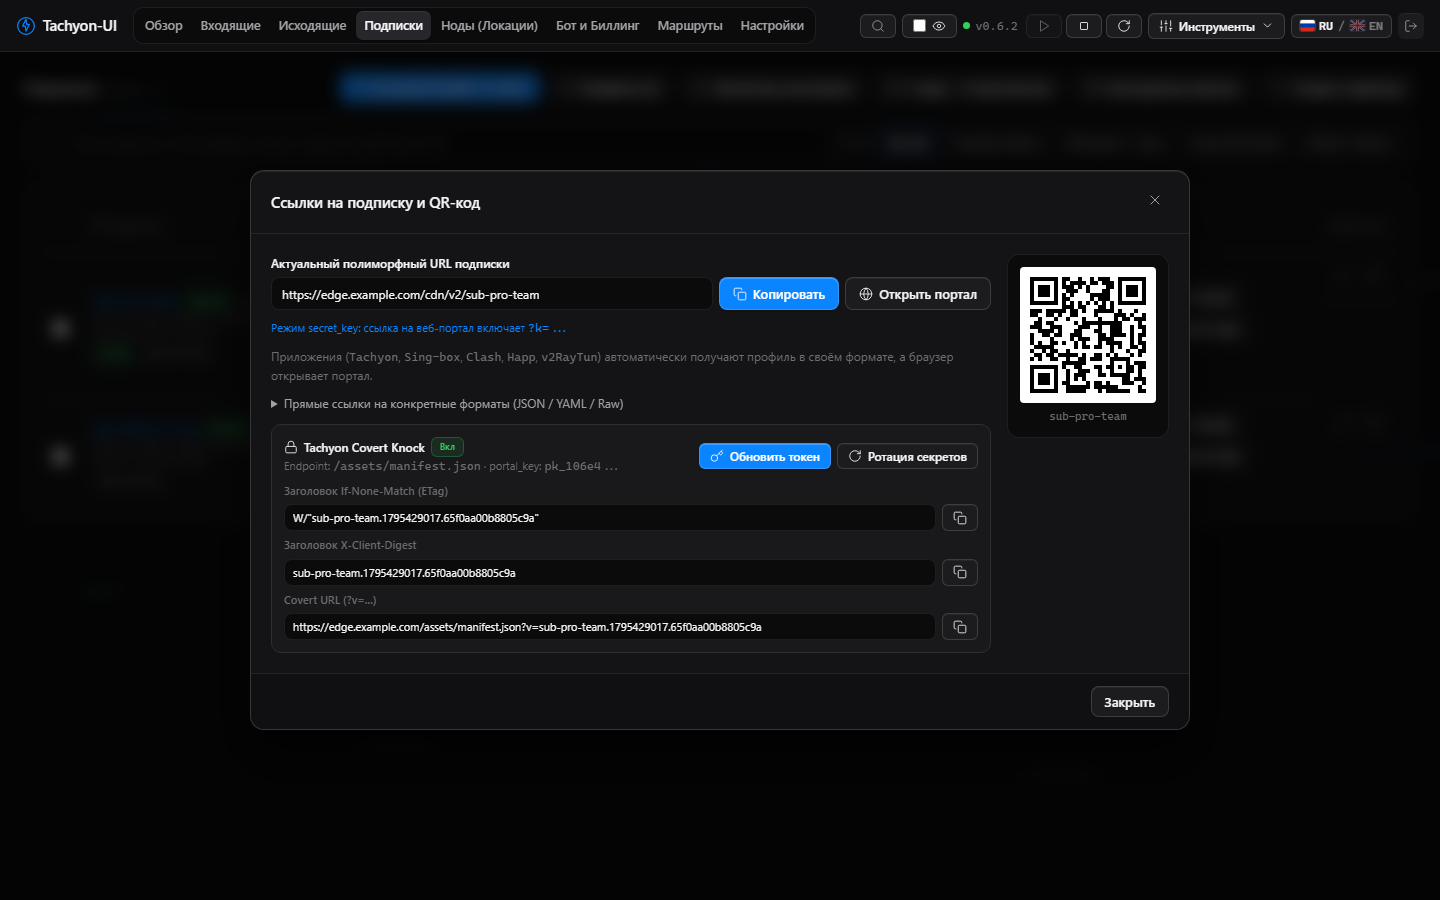 Tachyon-UI
Обзор
Входящие
Исходящие
Подписки
Ноды (Локации)
Бот и Биллинг
Маршруты
Настройки
v0.6.2
Инструменты
RU / EN
Ссылки на подписку и QR-код
Актуальный полиморфный URL подписки
https://edge.example.com/cdn/v2/sub-pro-team
Копировать
Открыть портал
Режим secret_key: ссылка на веб-портал включает ?k=...
Приложения (Tachyon, Sing-box, Clash, Happ, v2RayTun) автоматически получают профиль в своём формате, а браузер
открывает портал.
Прямые ссылки на конкретные форматы (JSON / YAML / Raw)
sub-pro-team
Tachyon Covert Knock
Вкл
Endpoint: /assets/manifest.json · portal_key: pk_106e4...
Обновить токен
Ротация секретов
Заголовок If-None-Match (ETag)
W/"sub-pro-team.1795429017.65f0aa00b8805c9a"
Заголовок X-Client-Digest
sub-pro-team.1795429017.65f0aa00b8805c9a
Covert URL (?v=...)
https://edge.example.com/assets/manifest.json?v=sub-pro-team.1795429017.65f0aa00b8805c9a
Закрыть